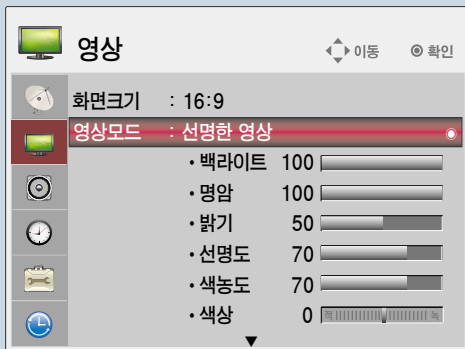 영상
이동 확인
화면크기 : 16:9
영상모드 : 선명한 영상
• 백라이트 100
• 명암 100
• 밝기 50
• 선명도 70
• 색농도 70
• 색상 0 적 녹